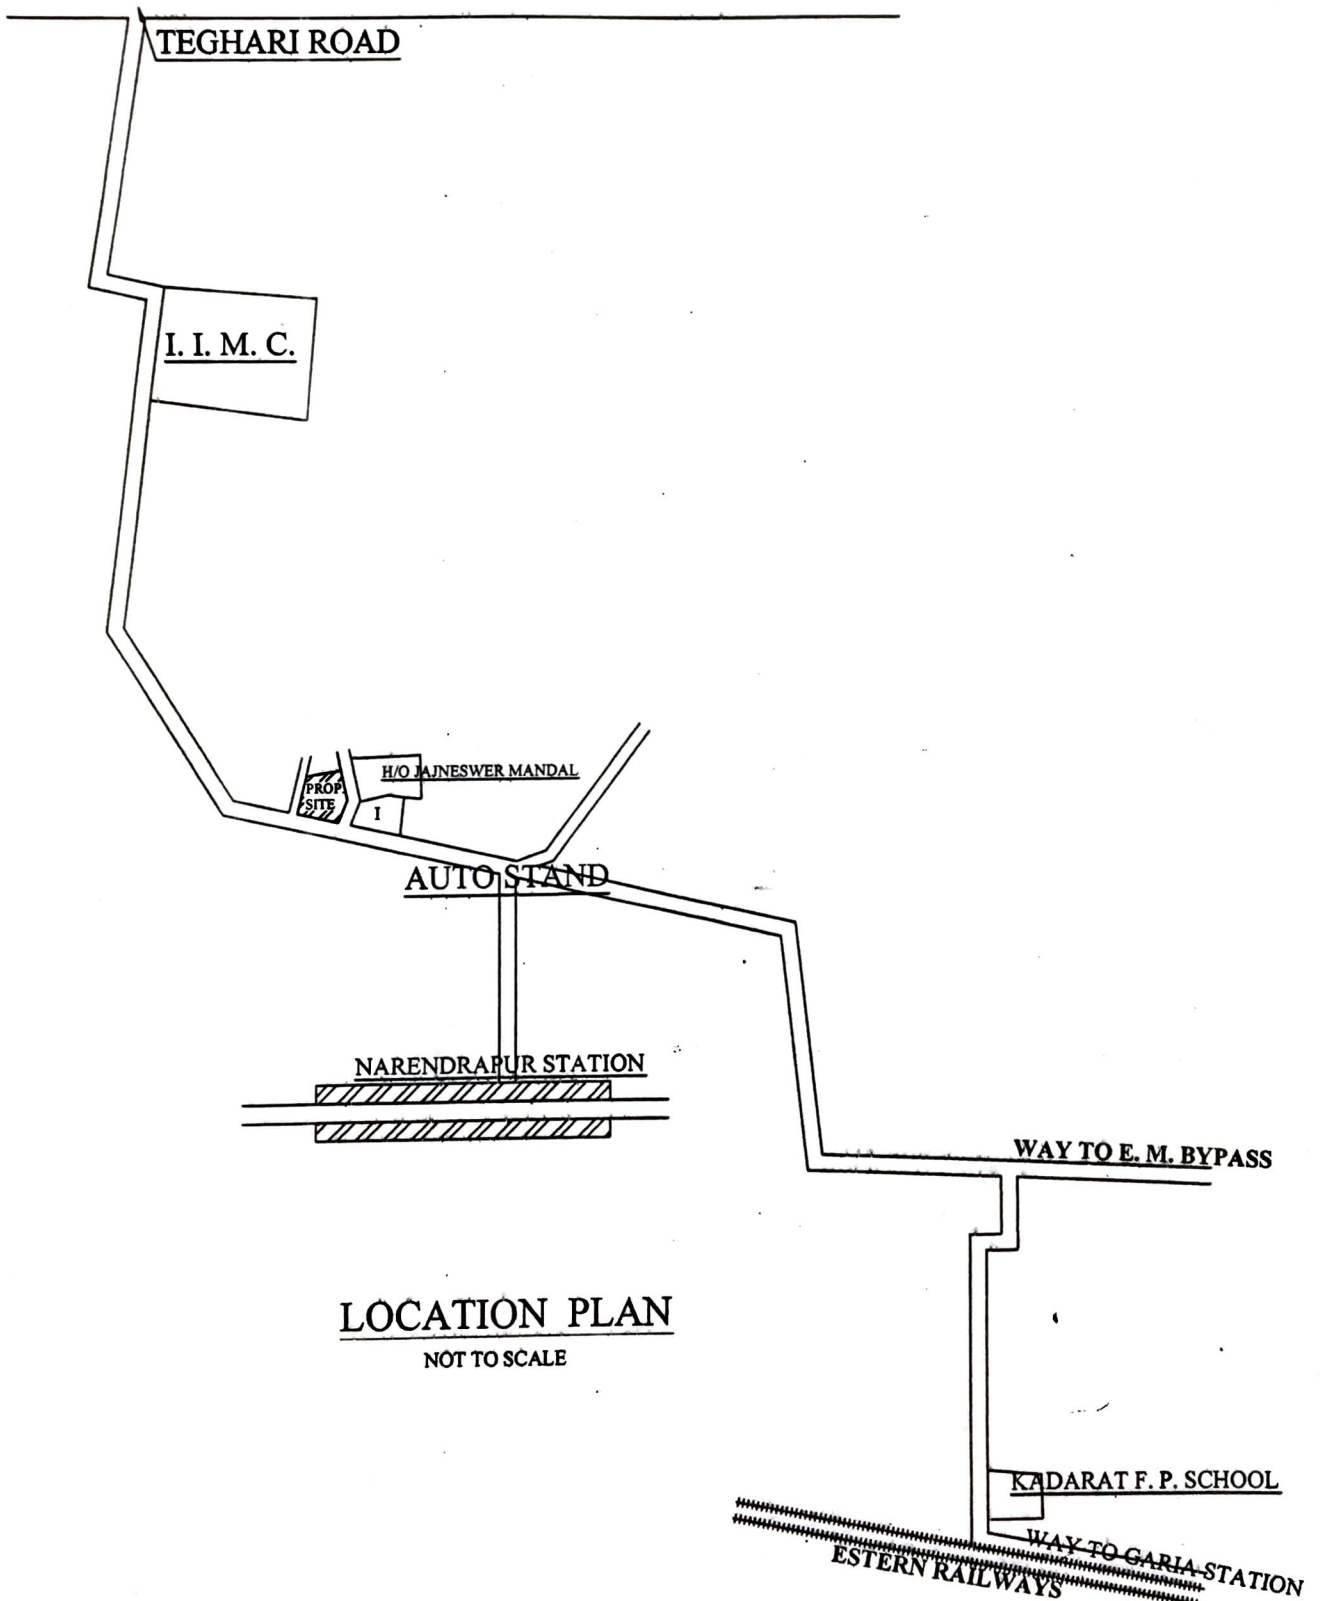 TEGHARI ROAD
I. I. M. C.
H/O JAJNESWER MANDAL
PROP.
SITE
I
AUTO STAND
NARENDRAPUR STATION
WAY TO E. M. BYPASS
LOCATION PLAN
NOT TO SCALE
KADARAT F. P. SCHOOL
WAY TO GARIA STATION
ESTERN RAILWAYS